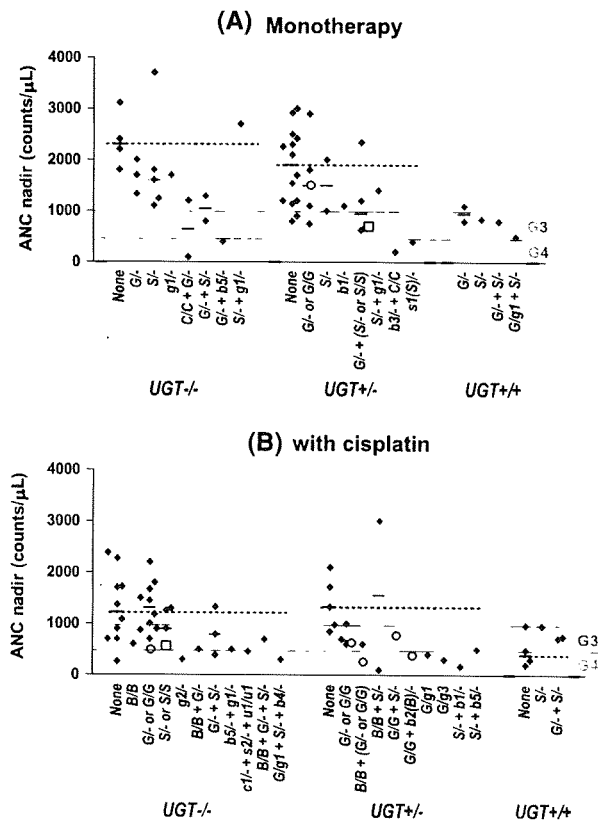 (A) Monotherapy
ANC nadir (counts/µL)
4000
3000
2000
1000
0
G3
G4
None
G/-
S/-
g1/-
C/C + G/-
G/- + S/-
G/- + b5/-
S/- + g1/-
None
G/- or G/G
S/-
b1/-
G/- + (S/- or S/S)
S/- + g1/-
b3/- + C/C
s1(S)/-
G/-
S/-
G/- + S/-
G/g1 + S/-
UGT-/-
UGT+/-
UGT+/+
(B) with cisplatin
ANC nadir (counts/µL)
4000
3000
2000
1000
0
G3
G4
None
B/B
G/- or G/G
S/- or S/S
g2/-
B/B + G/-
G/- + S/-
b5/- + g1/-
c1/- + s2/- + u1/u1
B/B + G/- + S/-
G/g1 + S/- + b4/-
None
G/- or G/G
B/B + (G/- or G/G)
B/B + S/-
G/G + S/-
G/G + b2(B)/-
G/g1
G/g3
S/- + b1/-
S/- + b5/-
None
S/-
G/- + S/-
UGT-/-
UGT+/-
UGT+/+